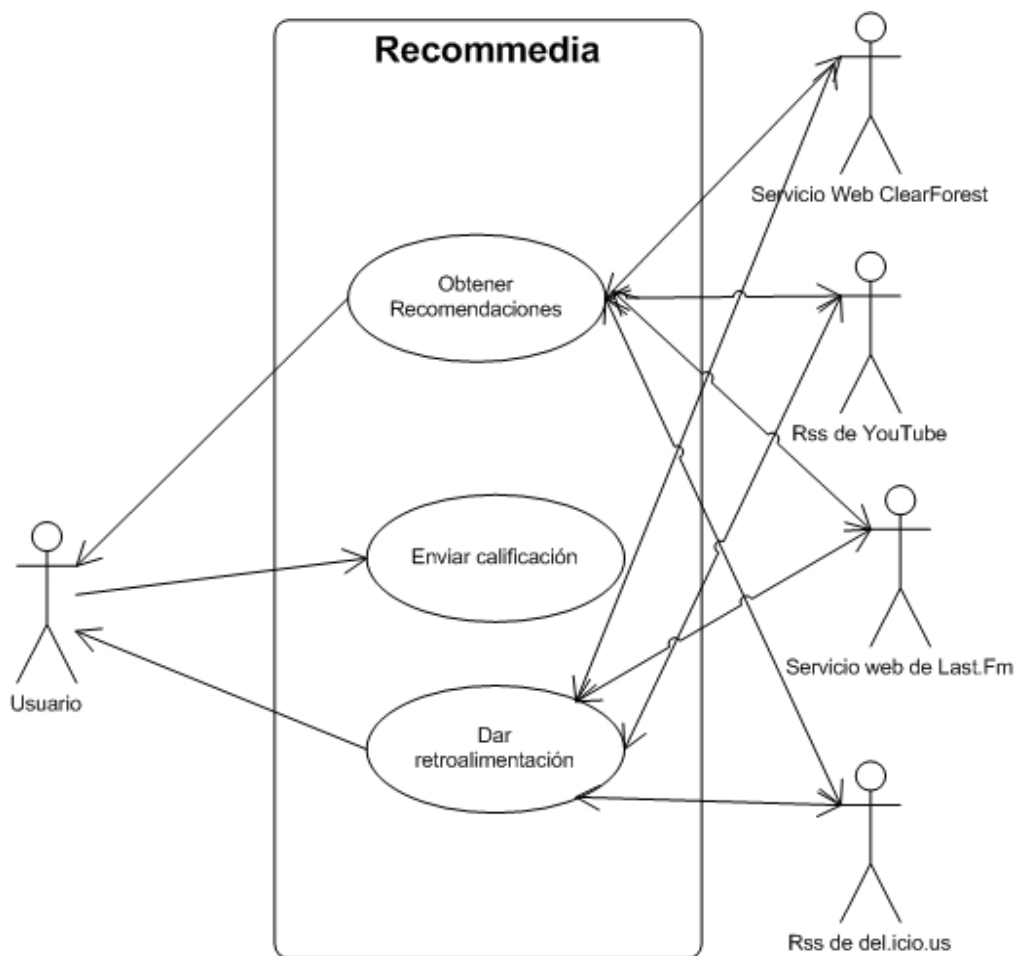 Recommedia
Servicio Web ClearForest
Obtener
Recomendaciones
Rss de YouTube
Enviar calificación
Servicio web de Last.Fm
Usuario
Dar
retroalimentación
Rss de del.icio.us